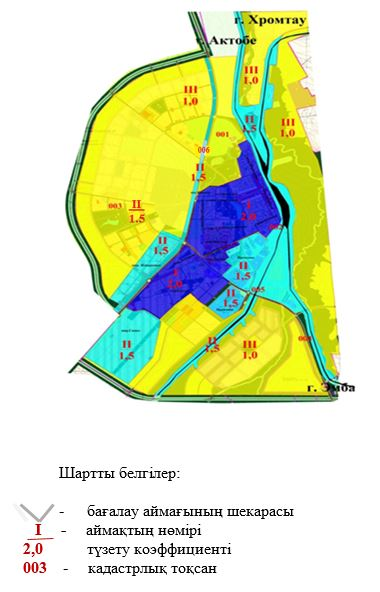 г. Хромтау
г. Актобе
III
1,0
III
1,0
III
1,0
II
1,5
001
006
II
1,5
003
II
1,5
I
2,0
II
1,5
II
1,5
I
2,0
II
1,5
005
II
1,5
II
1,5
III
1,0
г. Эмба
Шартты белгілер:
- бағалау аймағының шекарасы
I - аймақтың нөмірі
2,0 түзету коэффициенті
003 - кадастрлық тоқсан